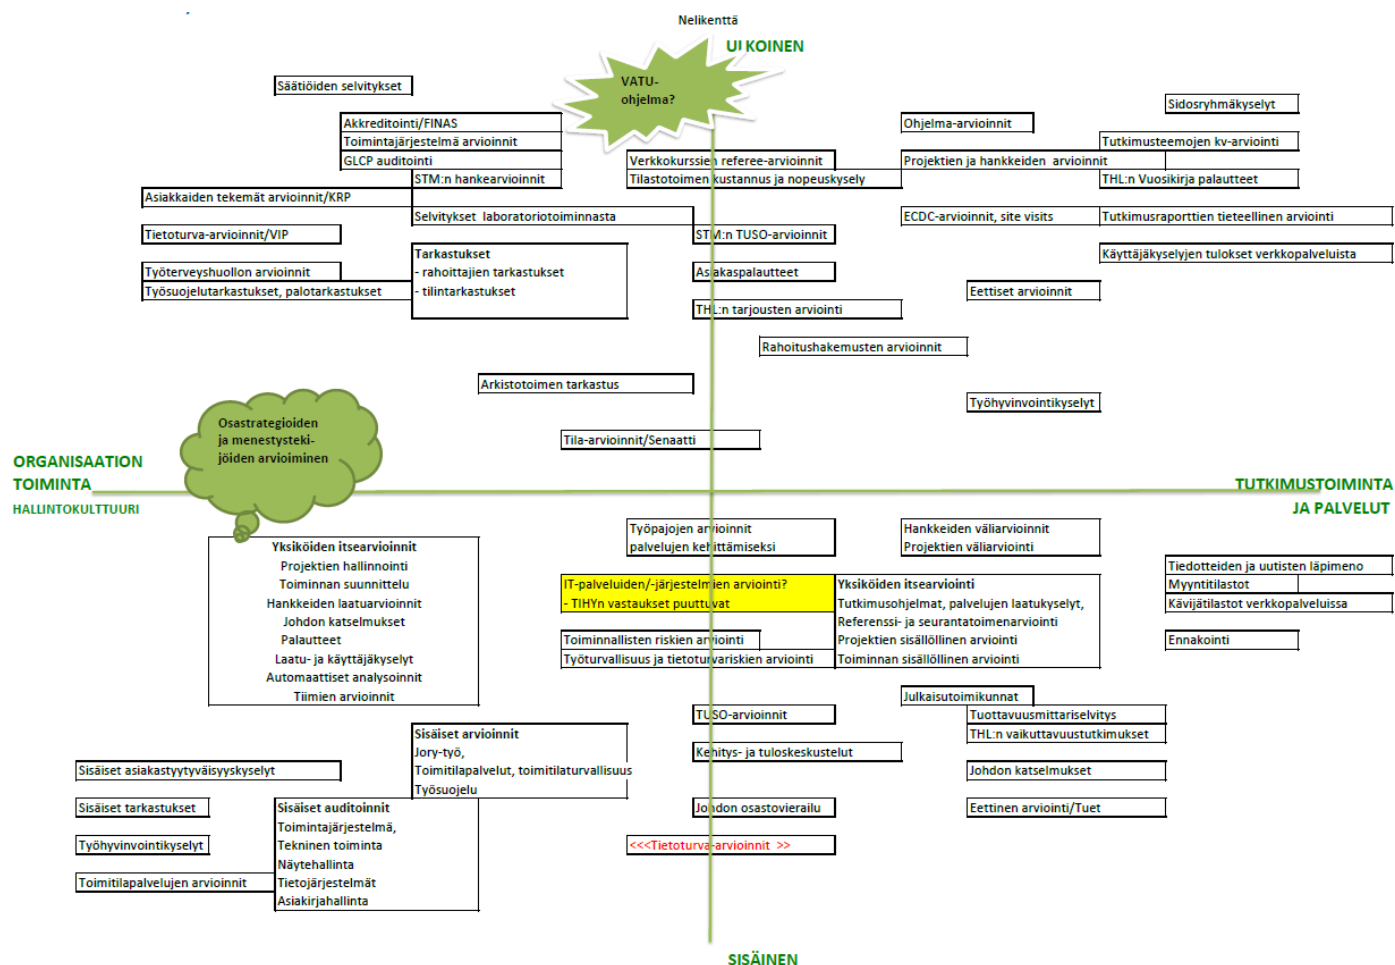 Nelikenttä
ULKOINEN
VATU-
ohjelma?
Säätiöiden selvitykset
Sidosryhmäkyselyt
Akkreditointi/FINAS
Ohjelma-arvioinnit
Toimintajärjestelmä arvioinnit
Tutkimusteemojen kv-arviointi
GLCP auditointi
Verkkokurssien referee-arvioinnit
Projektien ja hankkeiden arvioinnit
STM:n hankearvioinnit
Tilastotoimen kustannus ja nopeuskysely
THL:n Vuosikirja palautteet
Asiakkaiden tekemät arvioinnit/KRP
Selvitykset laboratoriotoiminnasta
ECDC-arvioinnit, site visits
Tutkimusraporttien tieteellinen arviointi
Tietoturva-arvioinnit/VIP
STM:n TUSO-arvioinnit
Tarkastukset
- rahoittajien tarkastukset
- tilintarkastukset
Käyttäjäkyselyjen tulokset verkkopalveluista
Työterveyshuollon arvioinnit
Asiakaspalautteet
Työsuojelutarkastukset, palotarkastukset
Eettiset arvioinnit
THL:n tarjousten arviointi
Rahoitushakemusten arvioinnit
Arkistotoimen tarkastus
Työhyvinvointikyselyt
Osastrategioiden
ja menestysteki-
jöiden arvioiminen
Tila-arvioinnit/Senaatti
ORGANISAATION
TOIMINTA
HALLINTOKULTTUURI
TUTKIMUSTOIMINTA
JA PALVELUT
Työpajojen arvioinnit
palvelujen kehittämiseksi
Hankkeiden väliarvioinnit
Projektien väliarviointi
Yksiköiden itsearvioinnit
Projektien hallinnointi
Toiminnan suunnittelu
Hankkeiden laatuarvioinnit
Johdon katselmukset
Palautteet
Laatu- ja käyttäjäkyselyt
Automaattiset analysoinnit
Tiimien arvioinnit
IT-palveluiden/-järjestelmien arviointi?
- TIHYn vastaukset puuttuvat
Yksiköiden itsearviointi
Tutkimusohjelmat, palvelujen laatukyselyt,
Referenssi- ja seurantatoimenarviointi
Projektien sisällöllinen arviointi
Toiminnan sisällöllinen arviointi
Tiedotteiden ja uutisten läpimeno
Myyntitilastot
Kävijätilastot verkkopalveluissa
Toiminnallisten riskien arviointi
Työturvallisuus ja tietoturvariskien arviointi
Ennakointi
Julkaisutoimikunnat
TUSO-arvioinnit
Tuottavuusmittariselvitys
THL:n vaikuttavuustutkimukset
Sisäiset arvioinnit
Jory-työ,
Toimitilapalvelut, toimitilaturvallisuus
Työsuojelu
Kehitys- ja tuloskeskustelut
Sisäiset asiakastyytyväisyyskyselyt
Johdon katselmukset
Sisäiset tarkastukset
Sisäiset auditoinnit
Toimintajärjestelmä,
Tekninen toiminta
Näytehallinta
Tietojärjestelmät
Asiakirjahallinta
Johdon osastovierailu
Eettinen arviointi/Tuet
Työhyvinvointikyselyt
<<<Tietoturva-arvioinnit >>
Toimitilapalvelujen arvioinnit
SISÄINEN